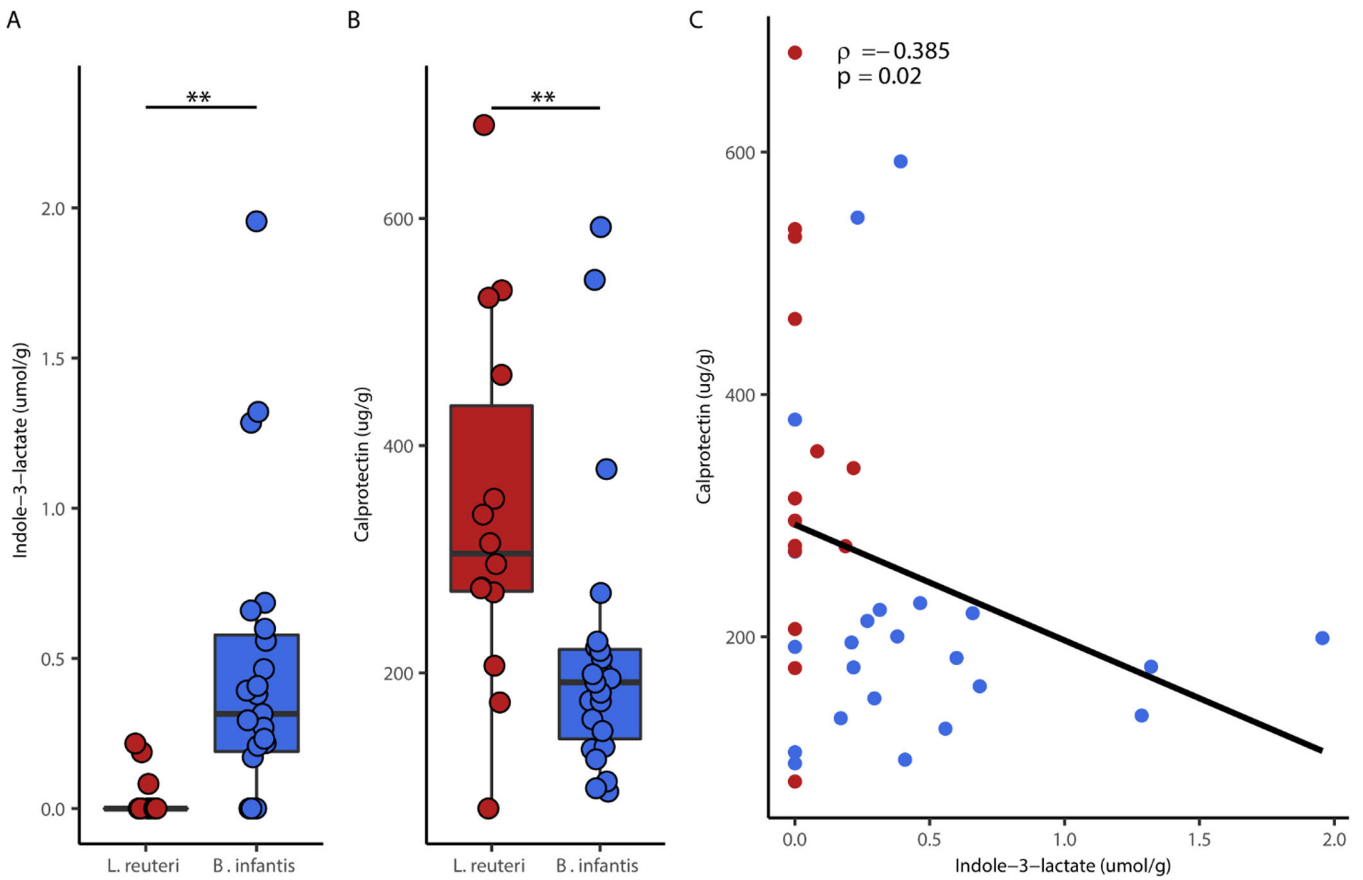 A
B
C
**
**
ρ =−0.385
p = 0.02
2.0
1.5
1.0
0.5
0.0
Indole−3−lactate (umol/g)
L. reuteri
B. infantis
600
400
200
Calprotectin (ug/g)
L. reuteri
B. infantis
600
400
200
Calprotectin (ug/g)
0.0
0.5
1.0
1.5
2.0
Indole−3−lactate (umol/g)